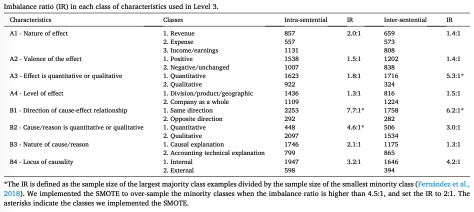 Imbalance ratio (IR) in each class of characteristics used in Level 3.
Characteristics Classes Intra-sentential IR Inter-sentential IR
A1 - Nature of effect 1. Revenue 857 2.0:1 659 1.4:1
2. Expense 557 573
3. Income/earnings 1131 808
A2 - Valence of the effect 1. Positive 1538 1.5:1 1202 1.4:1
2. Negative/unchanged 1007 838
A3 - Effect is quantitative or qualitative 1. Quantitative 1623 1.8:1 1716 5.3:1*
2. Qualitative 922 324
A4 - Level of effect 1. Division/product/geographic 1436 1.3:1 816 1.5:1
2. Company as a whole 1109 1224
B1 - Direction of cause-effect relationship 1. Same direction 2253 7.7:1* 1758 6.2:1*
2. Opposite direction 292 282
B2 - Cause/reason is quantitative or qualitative 1. Quantitative 448 4.6:1* 506 3.0:1
2. Qualitative 2097 1534
B3 - Nature of cause/reason 1. Causal explanation 1746 2.1:1 1175 1.3:1
2. Accounting technical explanation 799 865
B4 - Locus of causality 1. Internal 1947 3.2:1 1646 4.2:1
2. External 598 394
*The IR is defined as the sample size of the largest majority class examples divided by the sample size of the smallest minority class (Fernández et al.,
2018). We implemented the SMOTE to over-sample the minority classes when the imbalance ratio is higher than 4.5:1, and set the IR to 2:1. The
asterisks indicate the classes we implemented the SMOTE.